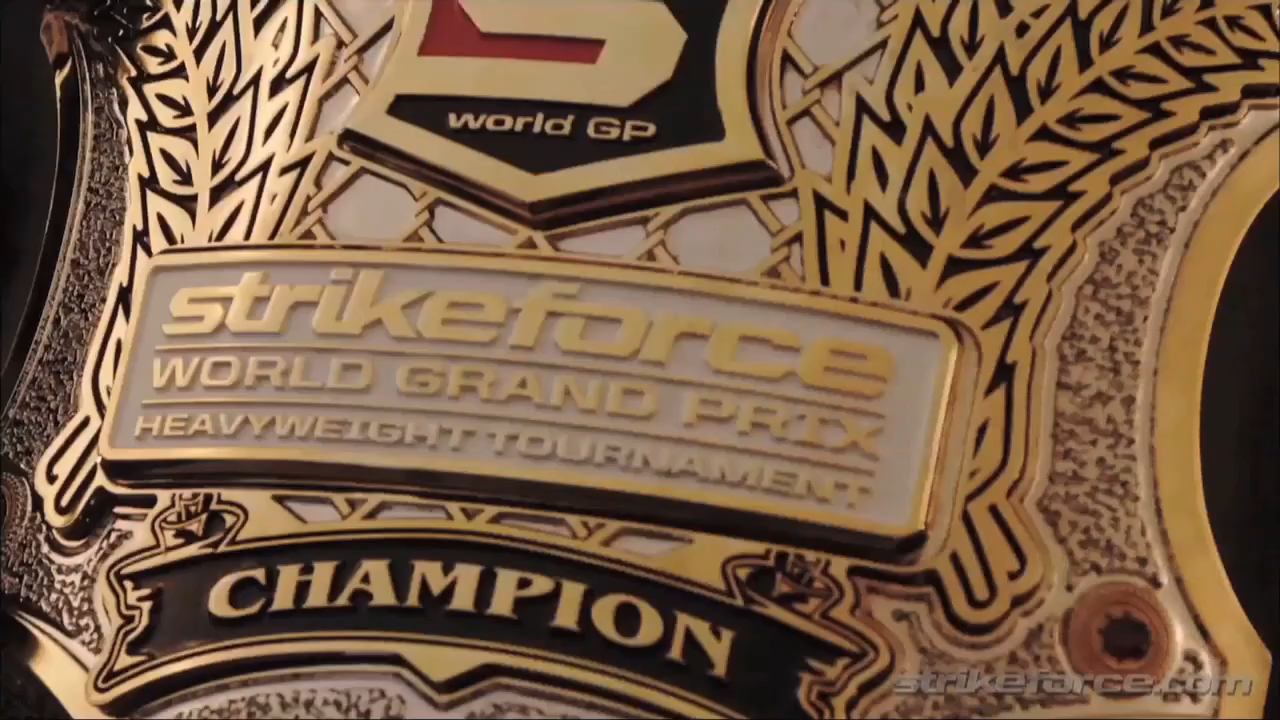 world GP
strikeforce
WORLD GRAND PRIX
HEAVYWEIGHT TOURNAMENT
CHAMPION
strikeforce.com